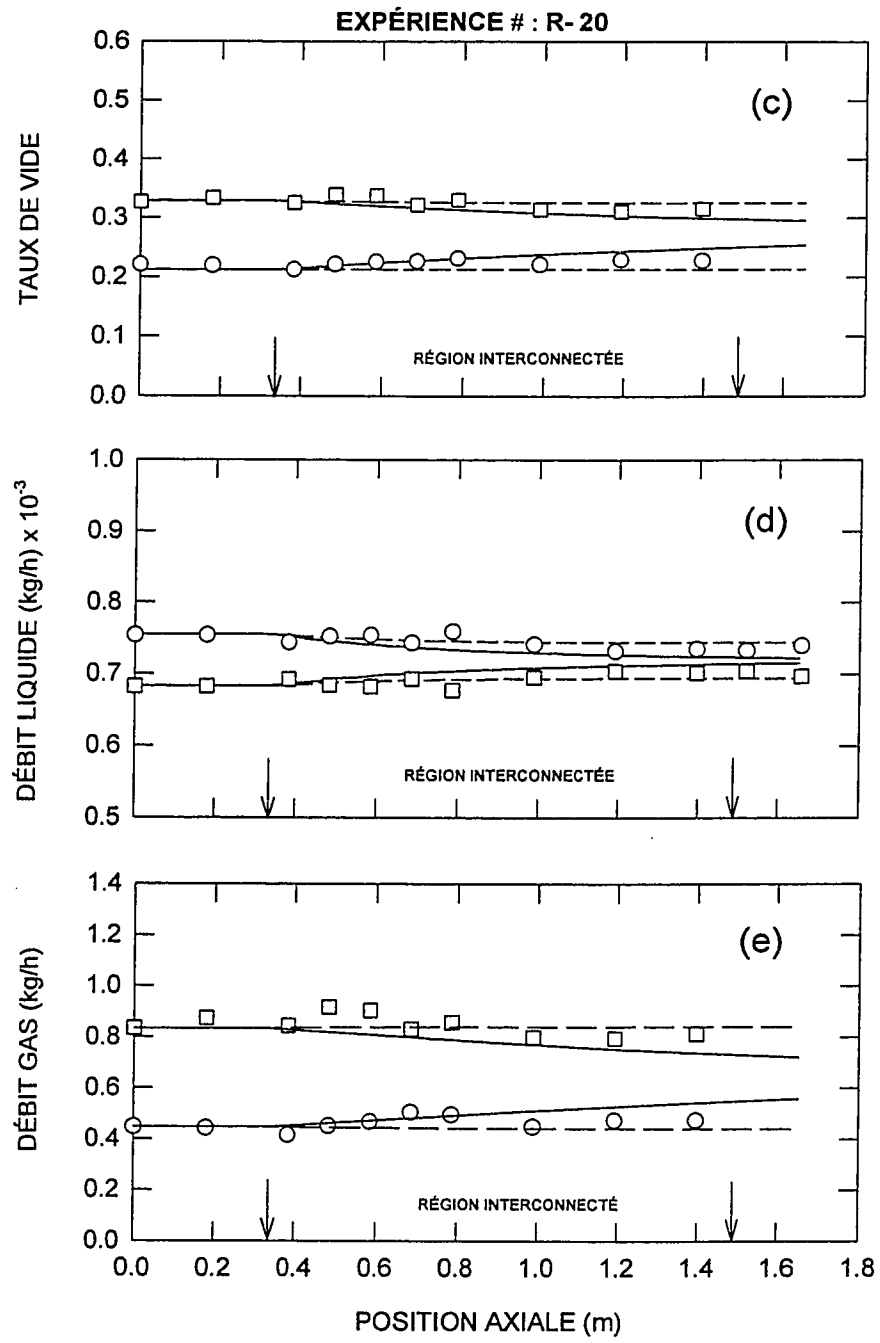 EXPÉRIENCE # : R- 20
(c)
TAUX DE VIDE
0.6
0.5
0.4
0.3
0.2
0.1
0.0
RÉGION INTERCONNECTÉE
(d)
DÉBIT LIQUIDE (kg/h) x 10⁻³
1.0
0.9
0.8
0.7
0.6
0.5
RÉGION INTERCONNECTÉE
(e)
DÉBIT GAS (kg/h)
1.4
1.2
1.0
0.8
0.6
0.4
0.2
0.0
RÉGION INTERCONNECTÉ
0.0 0.2 0.4 0.6 0.8 1.0 1.2 1.4 1.6 1.8
POSITION AXIALE (m)